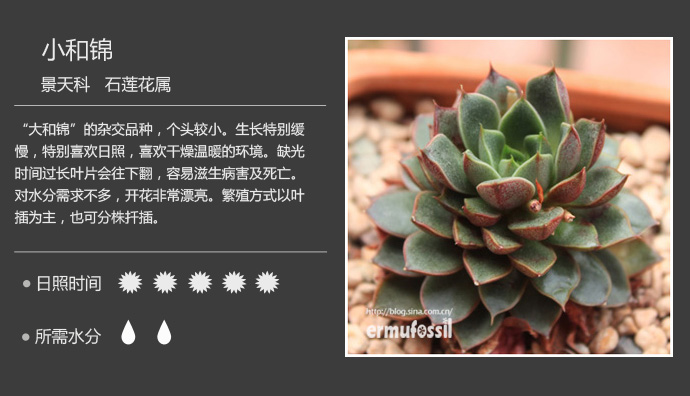 小和锦
景天科 石莲花属
“大和锦”的杂交品种，个头较小。生长特别缓
慢，特别喜欢日照，喜欢干燥温暖的环境。缺光
时间过长叶片会往下翻，容易滋生病害及死亡。
对水分需求不多，开花非常漂亮。繁殖方式以叶
插为主，也可分株扦插。
日照时间
所需水分
http://blog.sina.com.cn/
ermufossil